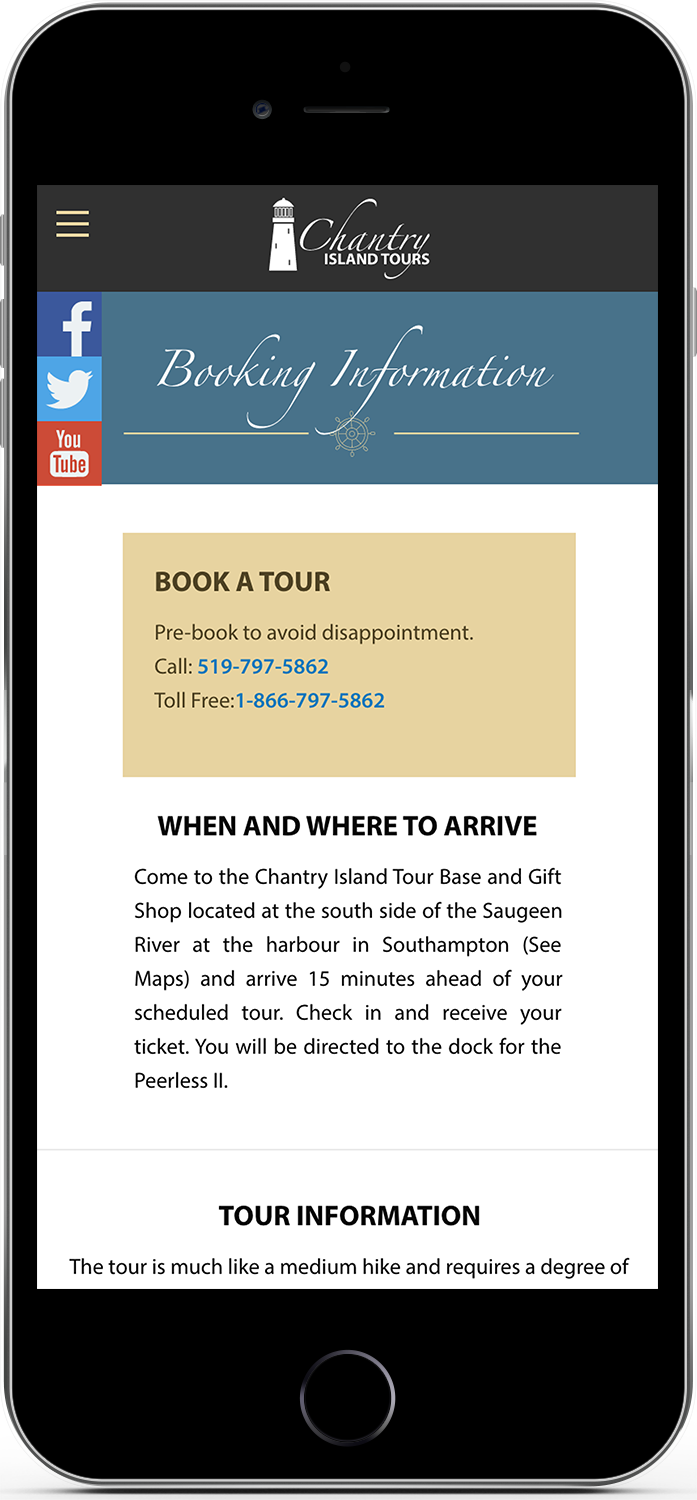 Chantry
ISLAND TOURS
Booking Information
You
Tube
BOOK A TOUR
Pre-book to avoid disappointment.
Call: 519-797-5862
Toll Free:1-866-797-5862
WHEN AND WHERE TO ARRIVE
Come to the Chantry Island Tour Base and Gift
Shop located at the south side of the Saugeen
River at the harbour in Southampton (See
Maps) and arrive 15 minutes ahead of your
scheduled tour. Check in and receive your
ticket. You will be directed to the dock for the
Peerless II.
TOUR INFORMATION
The tour is much like a medium hike and requires a degree of